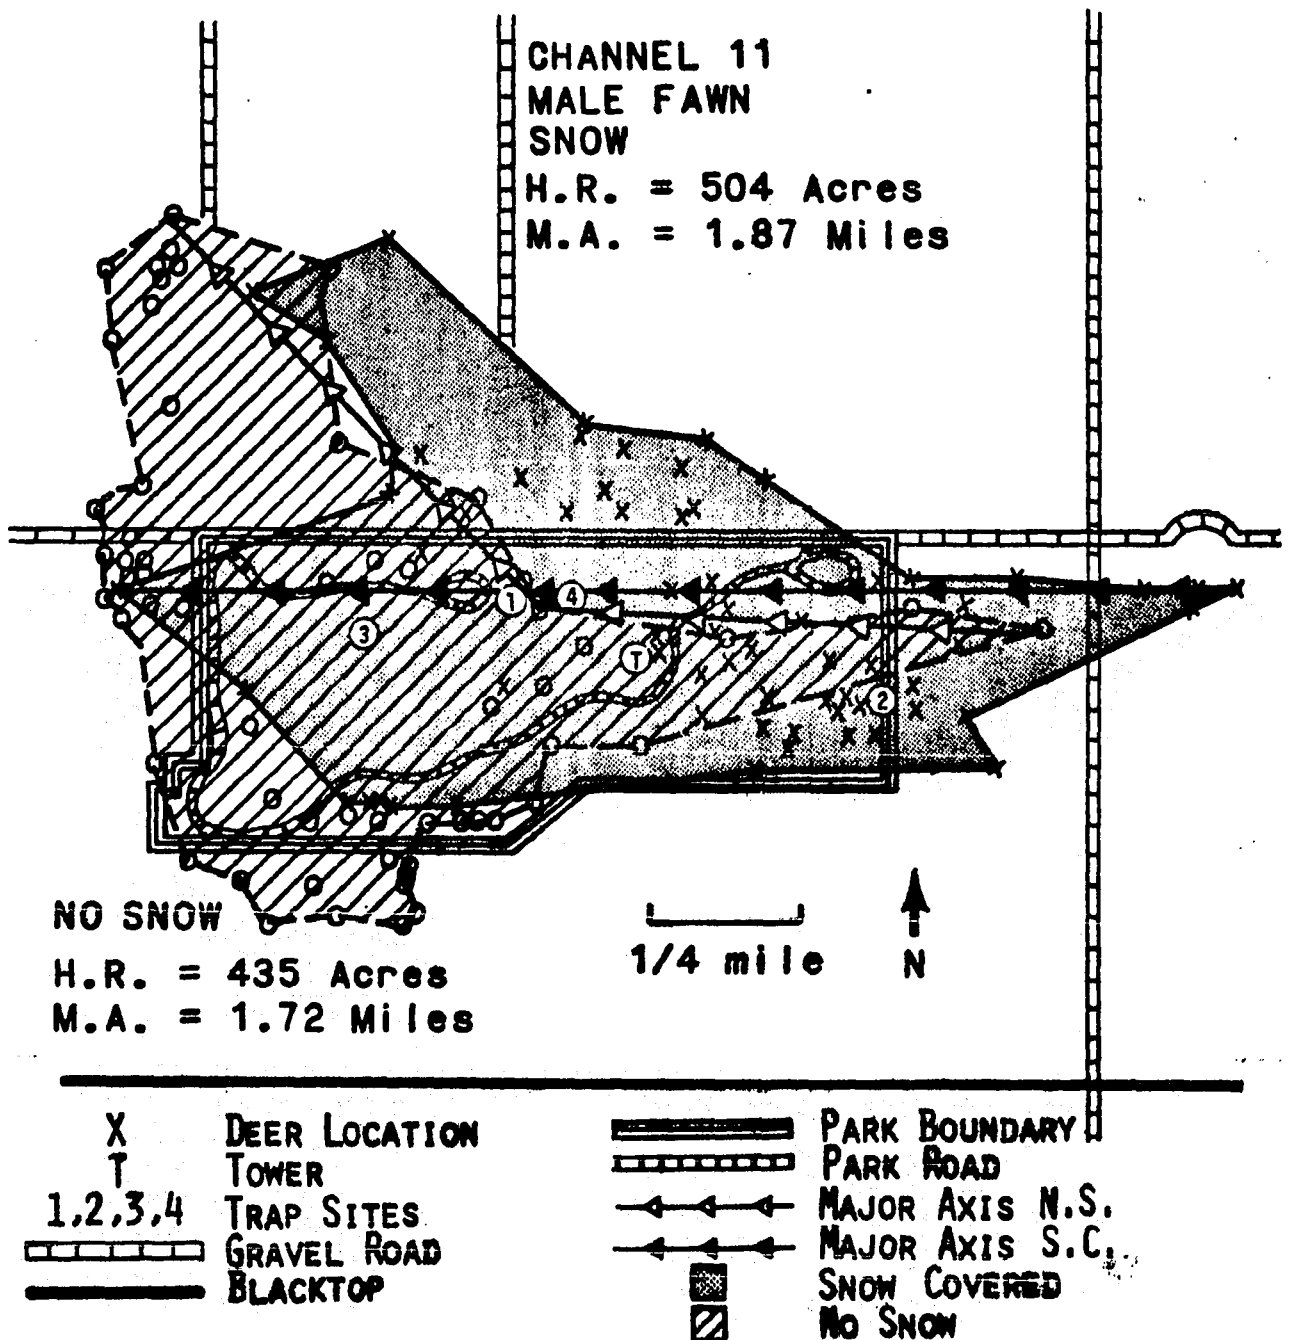 CHANNEL 11
MALE FAWN
SNOW
H.R. = 504 Acres
M.A. = 1.87 Miles
1
4
3
T
2
NO SNOW
H.R. = 435 Acres
M.A. = 1.72 Miles
1/4 mile
N
X DEER LOCATION
T TOWER
1,2,3,4 TRAP SITES
GRAVEL ROAD
BLACKTOP
PARK BOUNDARY
PARK ROAD
MAJOR AXIS N.S.
MAJOR AXIS S.C.
SNOW COVERED
NO SNOW